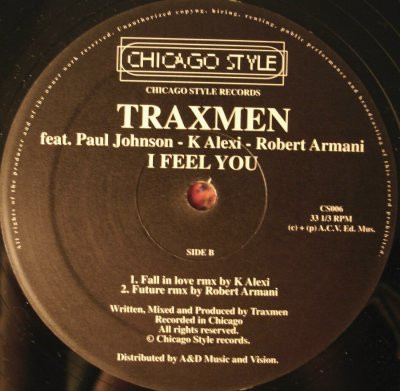 All rights of the producer and of the owner work reserved. Unauthorized copying, hiring, renting, public performance and broadcasting of this record prohibited.
CHICAGO STYLE
CHICAGO STYLE RECORDS
TRAXMEN
feat. Paul Johnson - K Alexi - Robert Armani
I FEEL YOU
CS006
33 1/3 RPM
(c) + (p) A.C.V. Ed. Mus.
SIDE B
1. Fall in love rmx by K Alexi
2. Future rmx by Robert Armani
Written, Mixed and Produced by Traxmen
Recorded in Chicago
All rights reserved.
© Chicago Style records.
Distributed by A&D Music and Vision.